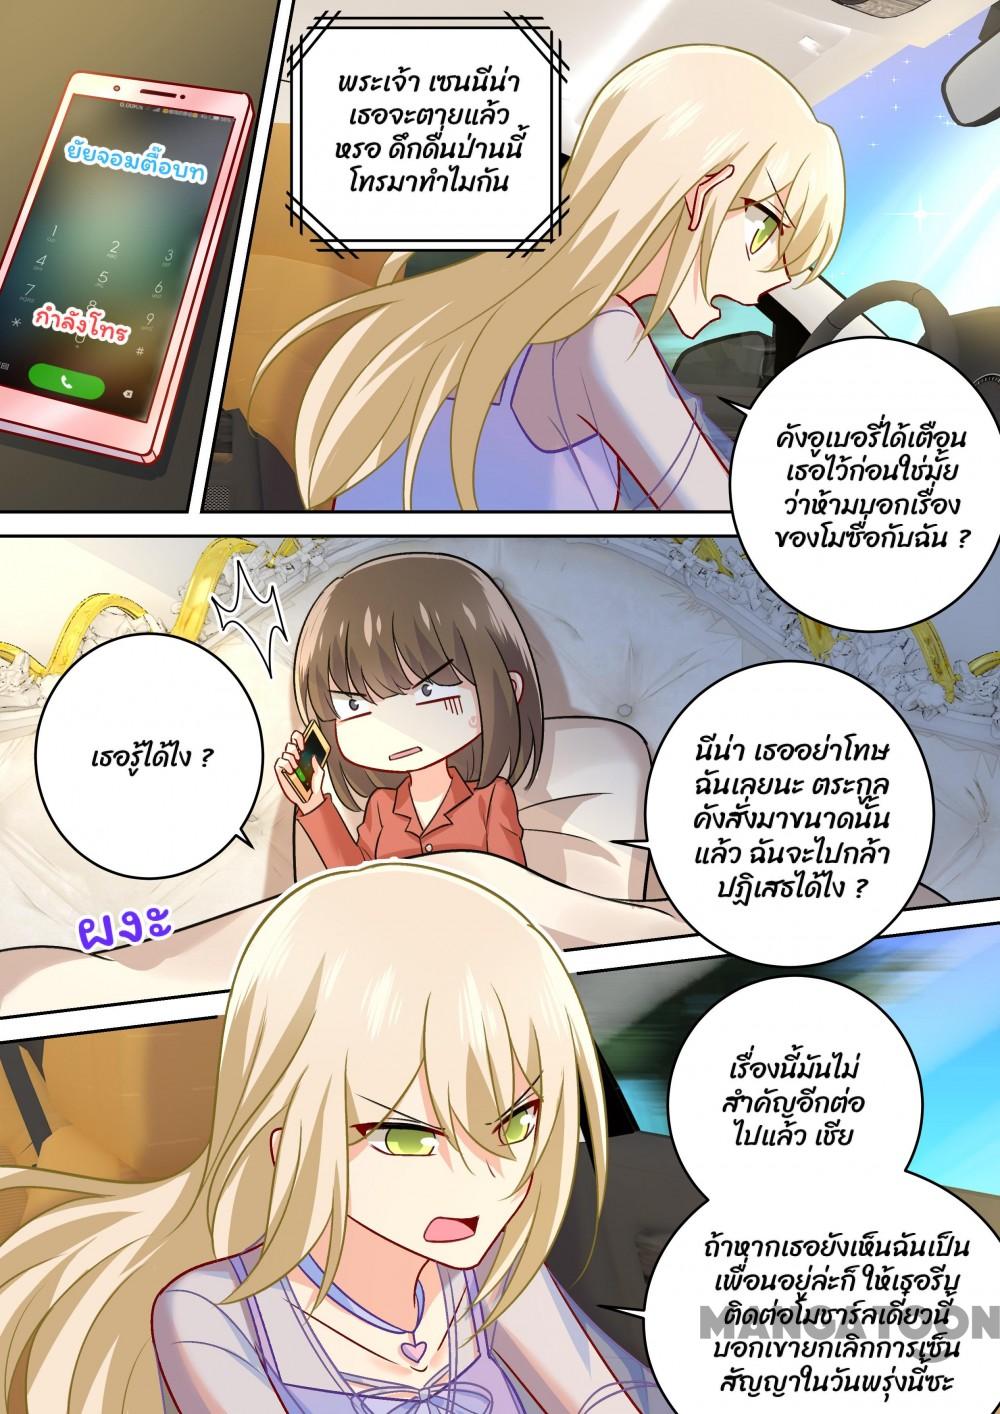 ยัยจอมตื๊อบท
1
2
3
4
5
6
7
8
9
*
#
กำลังโทร
พระเจ้า เซนนีน่า
เธอจะตายแล้ว
หรอ ดึกดื่นป่านนี้
โทรมาทำไมกัน
คังอูเบอรี่ได้เตือน
เธอไว้ก่อนใช่มั้ย
ว่าห้ามบอกเรื่อง
ของโมซื่อกับฉัน ?
เธอรู้ได้ไง ?
นีน่า เธออย่าโทษ
ฉันเลยนะ ตระกูล
คังสั่งมาขนาดนั้น
แล้ว ฉันจะไปกล้า
ปฏิเสธได้ไง ?
ผงะ
เรื่องนี้มันไม่
สำคัญอีกต่อ
ไปแล้ว เชีย
ถ้าหากเธอยังเห็นฉันเป็น
เพื่อนอยู่ล่ะก็ ให้เธอรีบ
ติดต่อโมชาร์ลเดี๋ยวนี้
บอกเขายกเลิกการเซ็น
สัญญาในวันพรุ่งนี้ซะ
MANGATOON